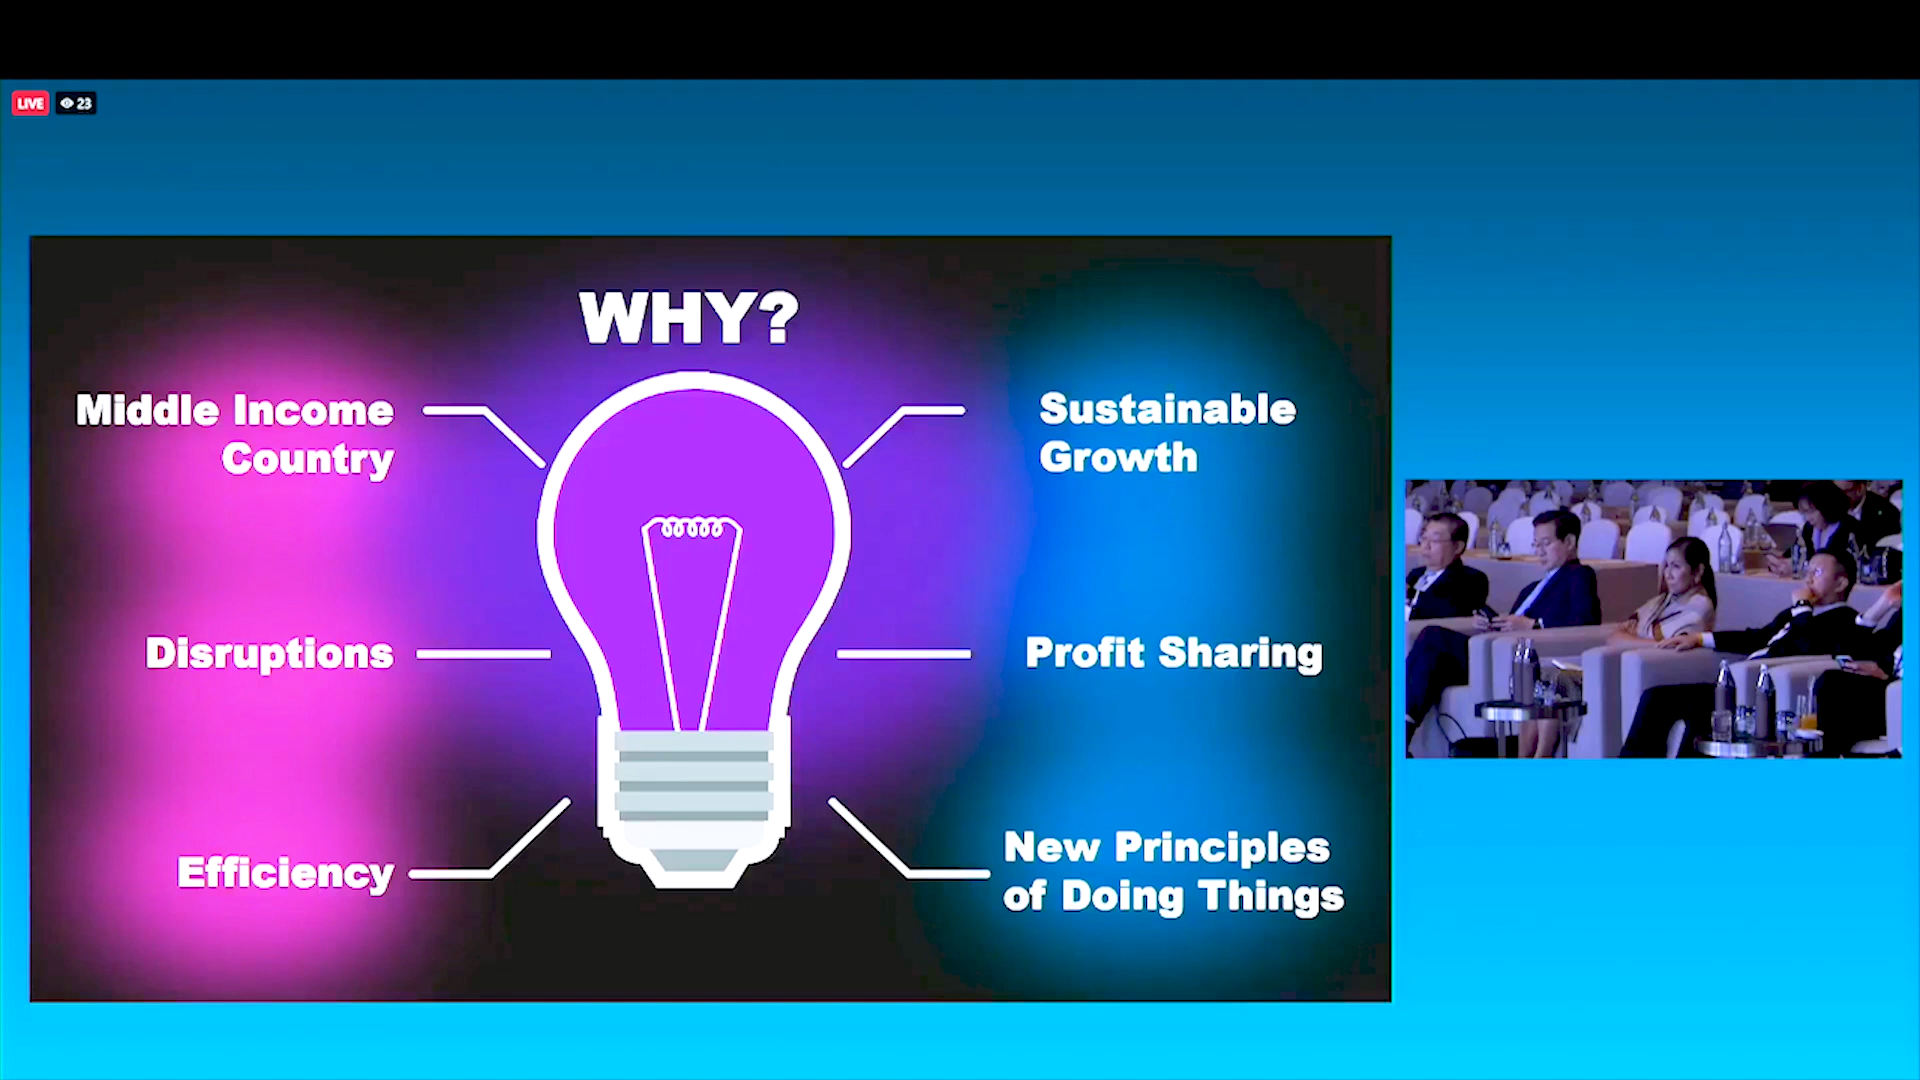 LIVE 23
WHY?
Middle Income
Country
Sustainable
Growth
Disruptions
Profit Sharing
Efficiency
New Principles
of Doing Things